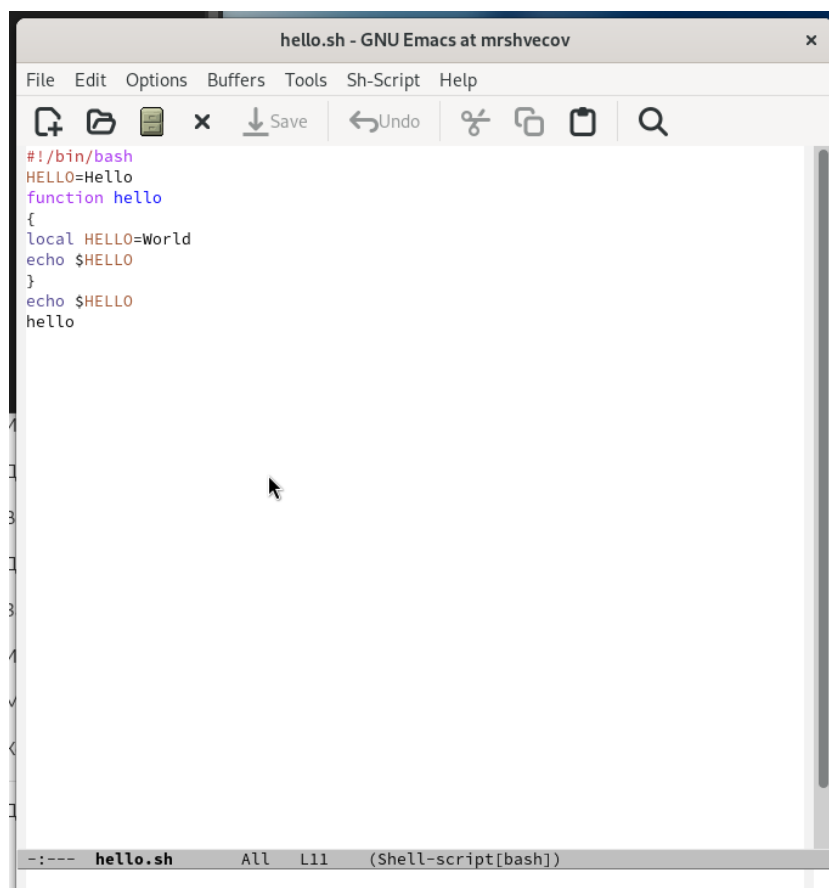 hello.sh - GNU Emacs at mrshvecov
File Edit Options Buffers Tools Sh-Script Help
Save Undo
#!/bin/bash
HELLO=Hello
function hello
{
local HELLO=World
echo $HELLO
}
echo $HELLO
hello
-:--- hello.sh All L11 (Shell-script[bash])